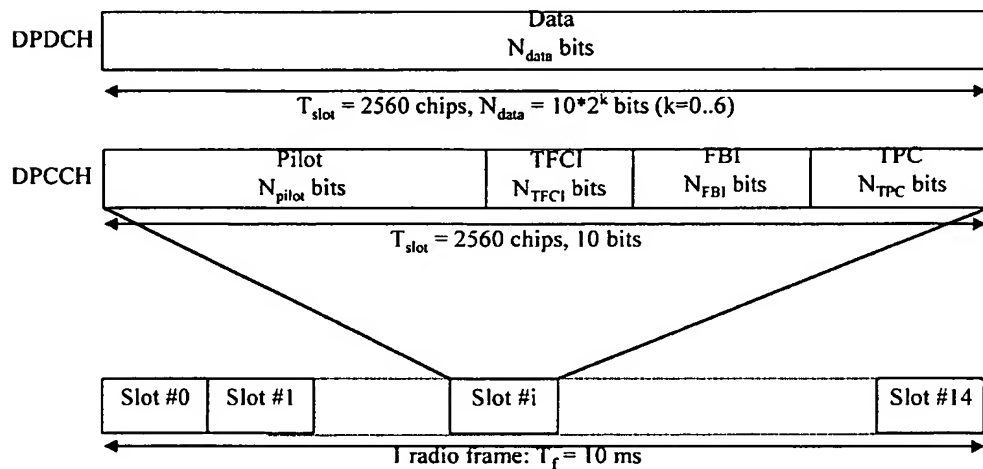 DPDCH
Data
N_data bits
T_slot = 2560 chips, N_data = 10*2^k bits (k=0..6)
DPCCH
Pilot
N_pilot bits
TFCI
N_TFCI bits
FBI
N_FBI bits
TPC
N_TPC bits
T_slot = 2560 chips, 10 bits
Slot #0
Slot #1
Slot #i
Slot #14
1 radio frame: T_f = 10 ms